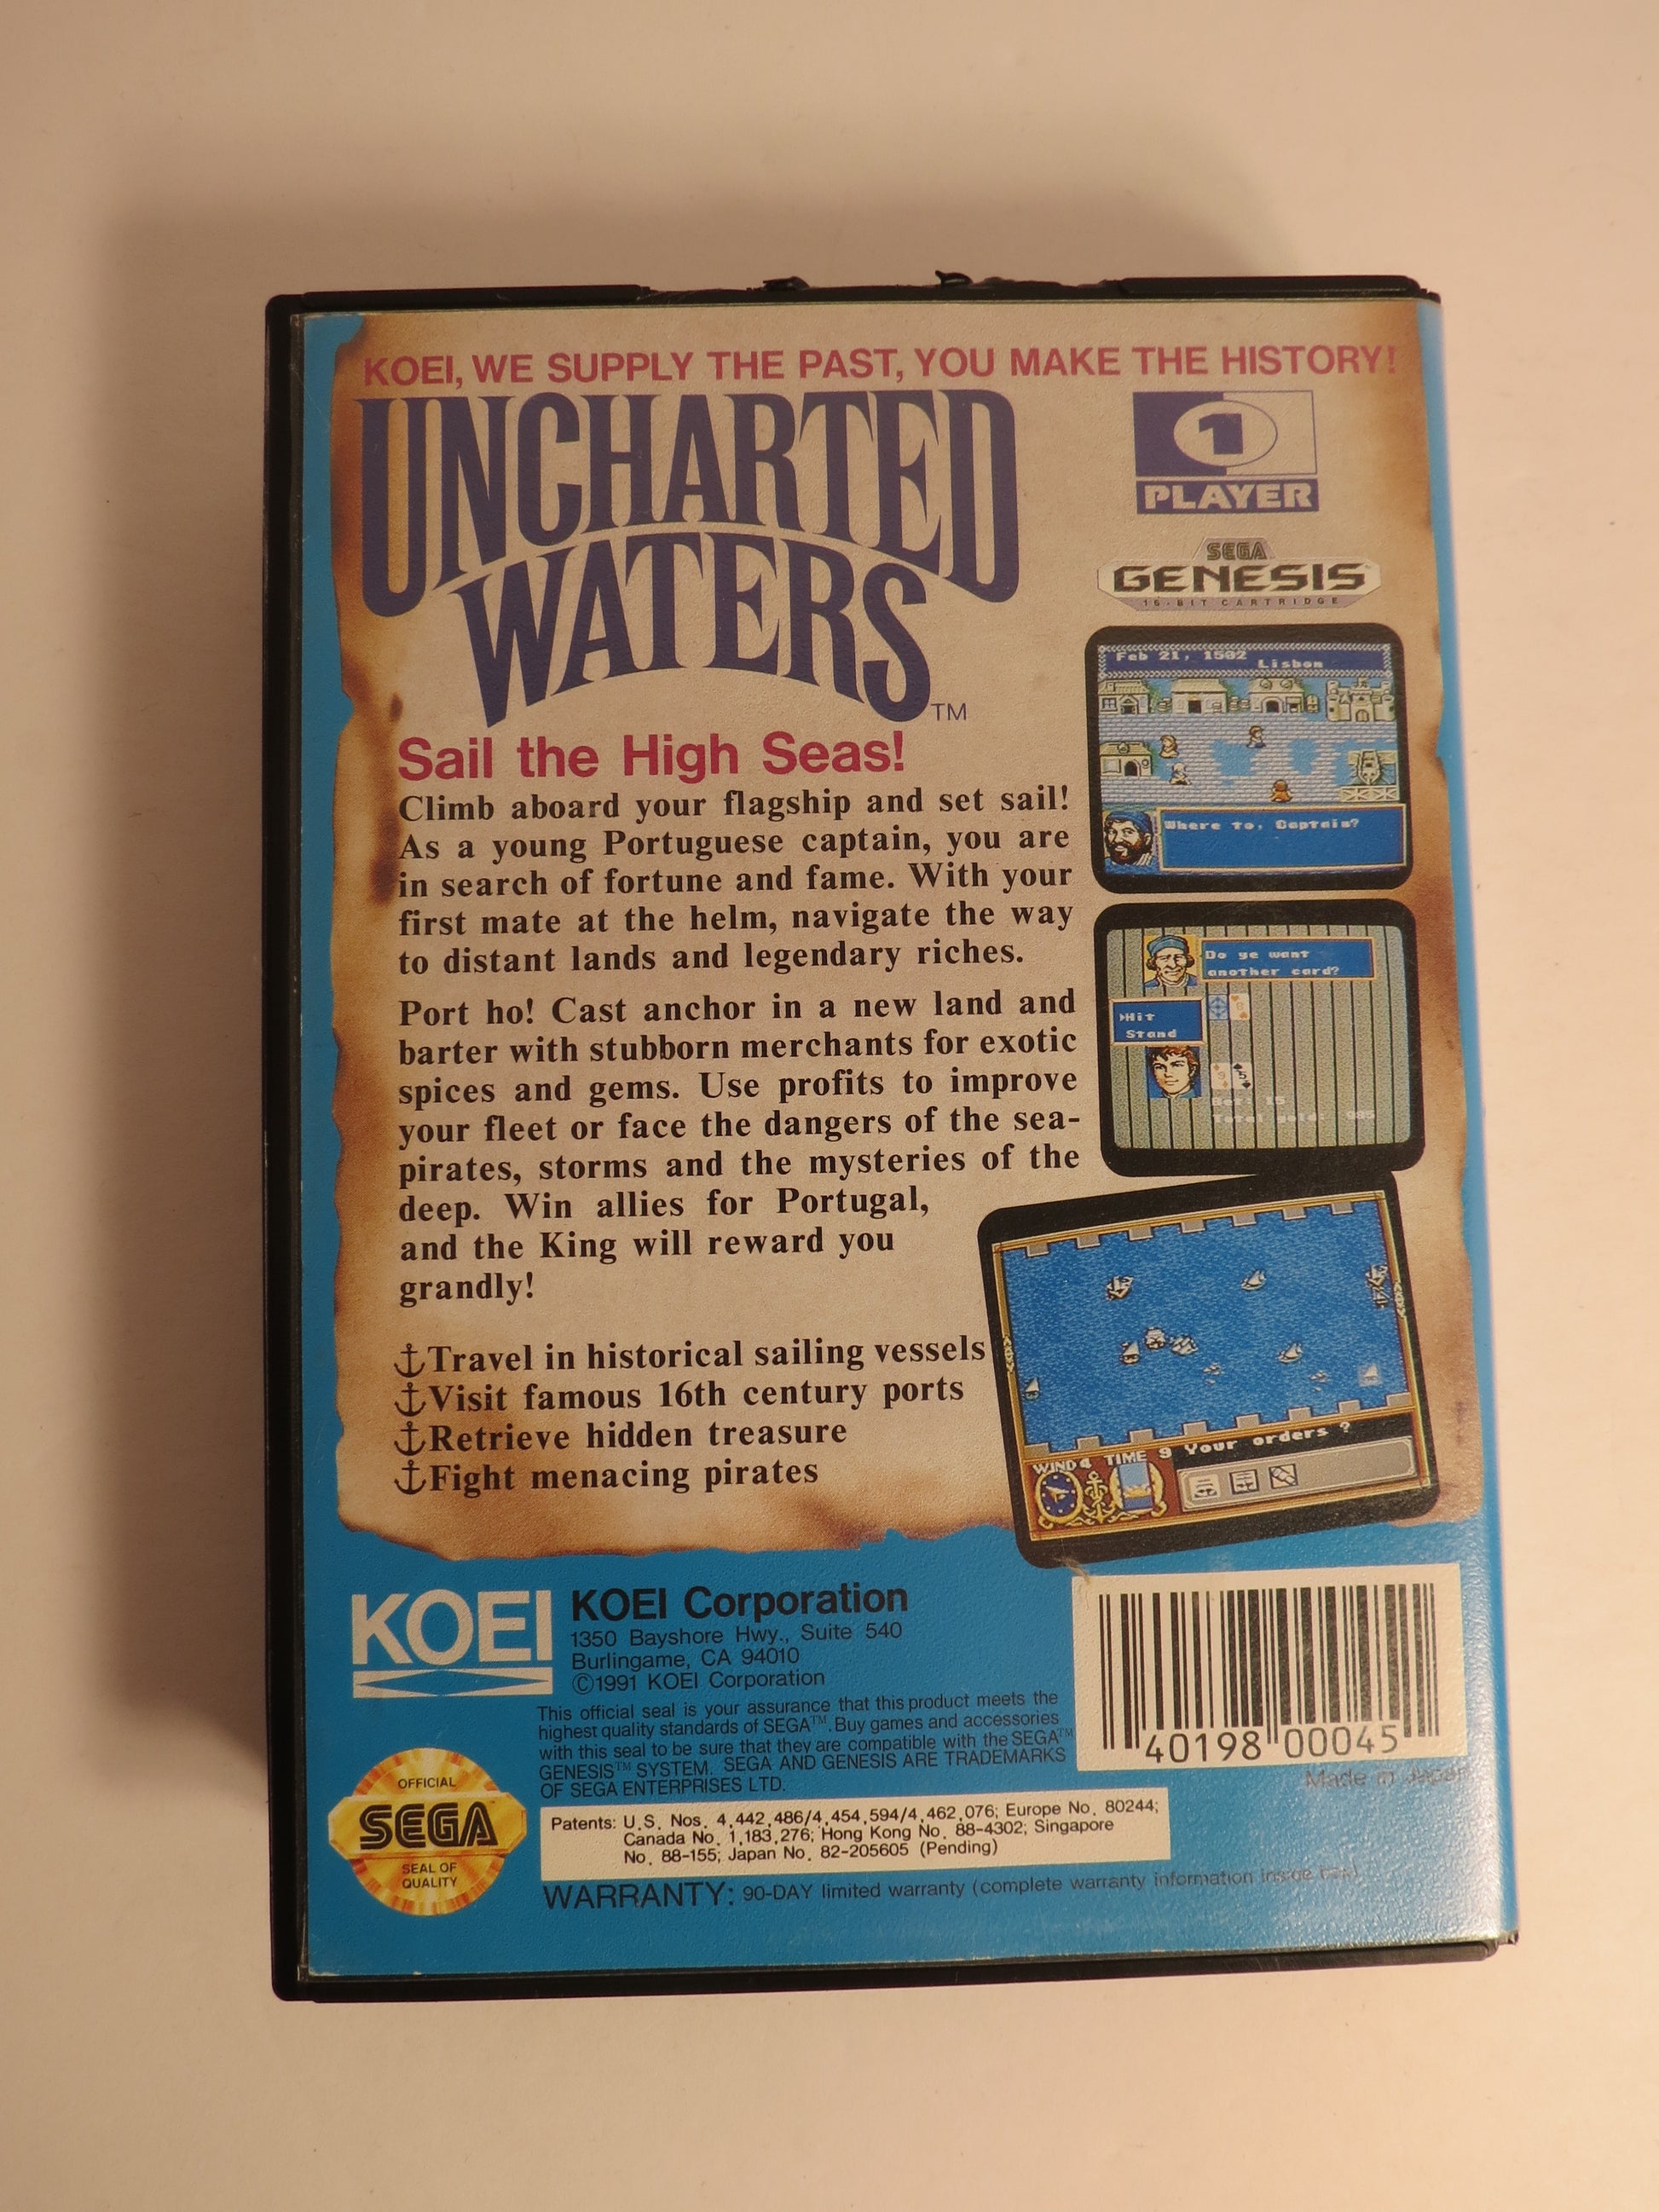 KOEI, WE SUPPLY THE PAST, YOU MAKE THE HISTORY!
UNCHARTED
WATERS
TM
1
PLAYER
SEGA
GENESIS
16-BIT CARTRIDGE
Sail the High Seas!
Climb aboard your flagship and set sail!
As a young Portuguese captain, you are
in search of fortune and fame. With your
first mate at the helm, navigate the way
to distant lands and legendary riches.
Port ho! Cast anchor in a new land and
barter with stubborn merchants for exotic
spices and gems. Use profits to improve
your fleet or face the dangers of the sea-
pirates, storms and the mysteries of the
deep. Win allies for Portugal,
and the King will reward you
grandly!
Travel in historical sailing vessels
Visit famous 16th century ports
Retrieve hidden treasure
Fight menacing pirates
Feb 21, 1502
Lisbon
Where to, Captain?
Do ye want
another card?
Hit
Stand
Bet: 15
Total gold: 985
WIND 4 TIME 9 Your orders ?
KOEI
KOEI Corporation
1350 Bayshore Hwy., Suite 540
Burlingame, CA 94010
©1991 KOEI Corporation
This official seal is your assurance that this product meets the
highest quality standards of SEGA™. Buy games and accessories
with this seal to be sure that they are compatible with the SEGA™
GENESIS™ SYSTEM. SEGA AND GENESIS ARE TRADEMARKS
OF SEGA ENTERPRISES LTD.
40198 00045
Made in Japan
OFFICIAL
SEGA
SEAL OF
QUALITY
Patents: U.S. Nos. 4,442,486/4,454,594/4,462,076; Europe No. 80244;
Canada No. 1,183,276; Hong Kong No. 88-4302; Singapore
No. 88-155; Japan No. 82-205605 (Pending)
WARRANTY: 90-DAY limited warranty (complete warranty information inside box)